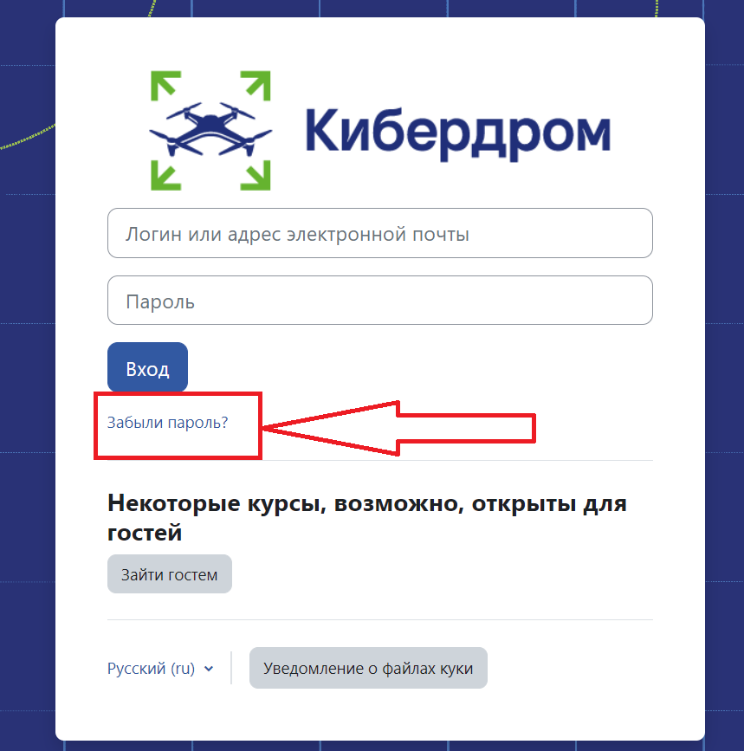 Кибердром
Логин или адрес электронной почты
Пароль
Вход
Забыли пароль?
Некоторые курсы, возможно, открыты для
гостей
Зайти гостем
Русский (ru)
Уведомление о файлах куки